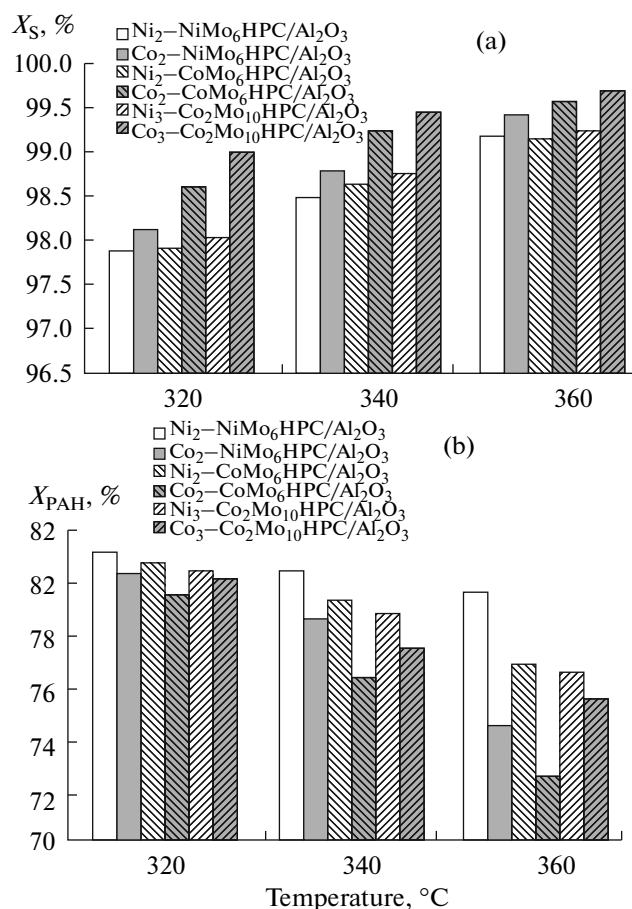 X_S, %
(a)
Ni₂–NiMo₆HPC/Al₂O₃
Co₂–NiMo₆HPC/Al₂O₃
Ni₂–CoMo₆HPC/Al₂O₃
Co₂–CoMo₆HPC/Al₂O₃
Ni₃–Co₂Mo₁₀HPC/Al₂O₃
Co₃–Co₂Mo₁₀HPC/Al₂O₃
100.0
99.5
99.0
98.5
98.0
97.5
97.0
96.5
320 340 360
X_PAH, %
(b)
Ni₂–NiMo₆HPC/Al₂O₃
Co₂–NiMo₆HPC/Al₂O₃
Ni₂–CoMo₆HPC/Al₂O₃
Co₂–CoMo₆HPC/Al₂O₃
Ni₃–Co₂Mo₁₀HPC/Al₂O₃
Co₃–Co₂Mo₁₀HPC/Al₂O₃
82
82
78
76
74
72
70
320 340 360
Temperature, °C